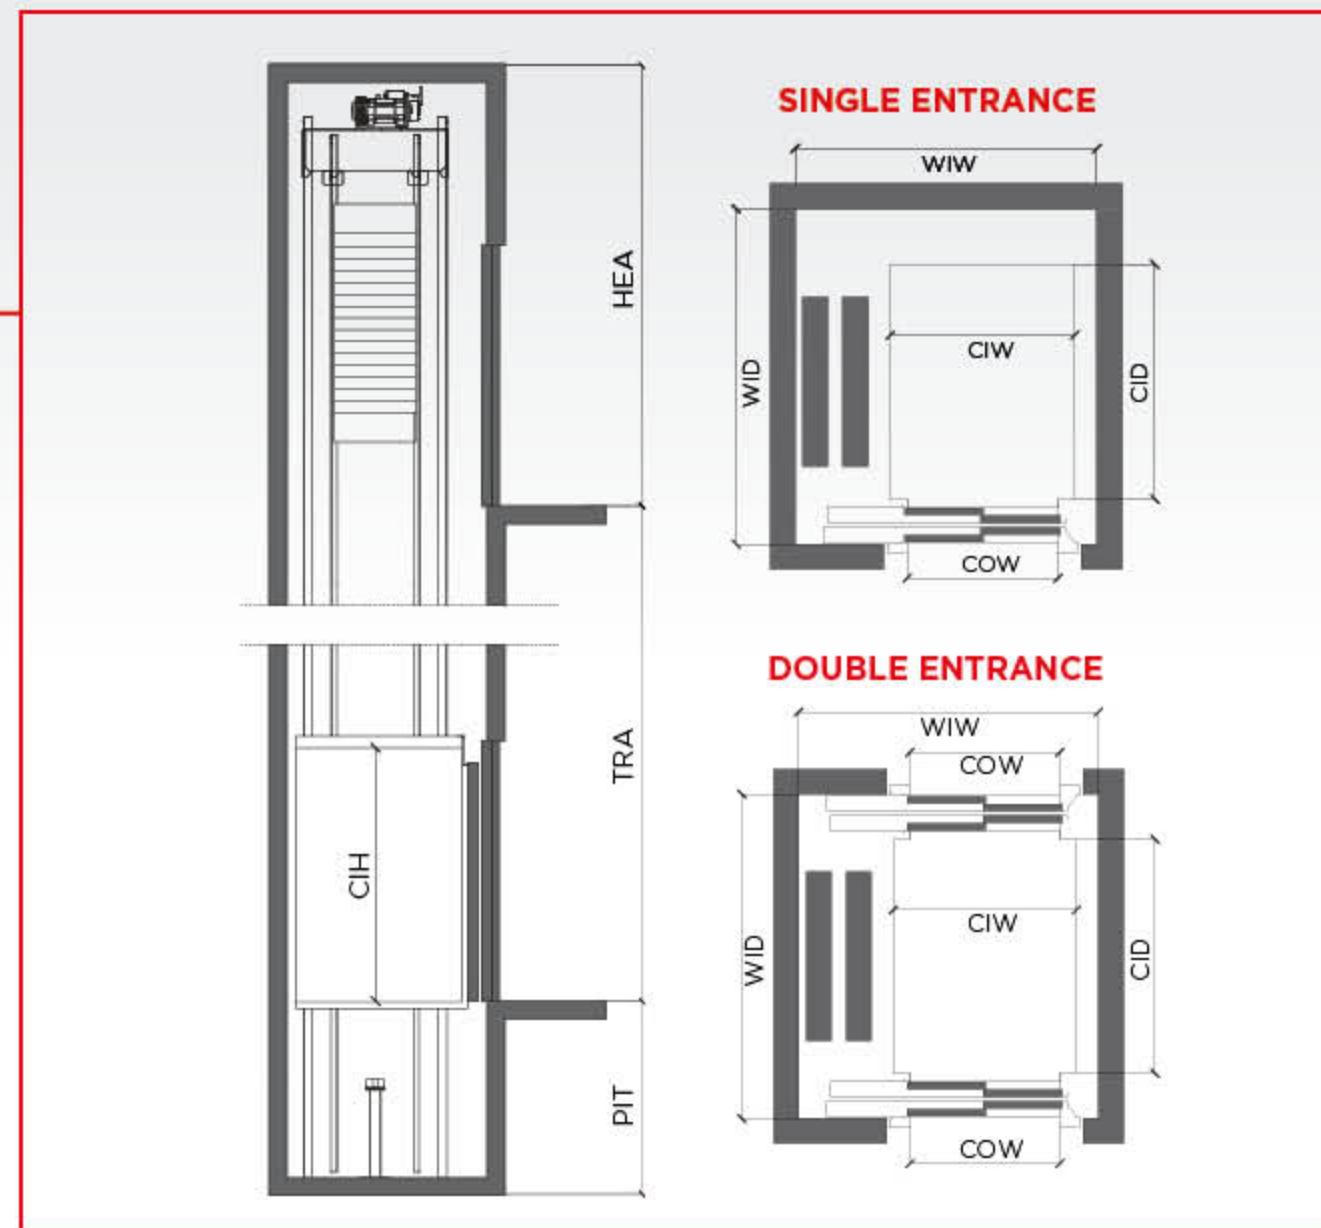 HEA
TRA
CIH
PIT
SINGLE ENTRANCE
WIW
WID
CIW
CID
COW
DOUBLE ENTRANCE
WIW
COW
WID
CIW
CID
COW